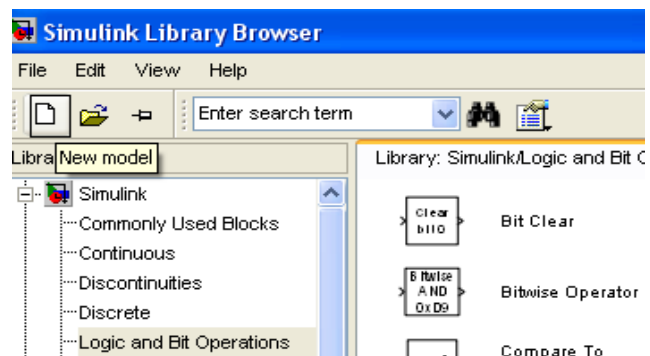 Simulink Library Browser
File Edit View Help
Enter search term
Libra
New model
Library: Simulink/Logic and Bit O
Simulink
Commonly Used Blocks
Continuous
Discontinuities
Discrete
Logic and Bit Operations
Clear
bit 0
Bit Clear
Bitwise
AND
0xD9
Bitwise Operator
Compare To